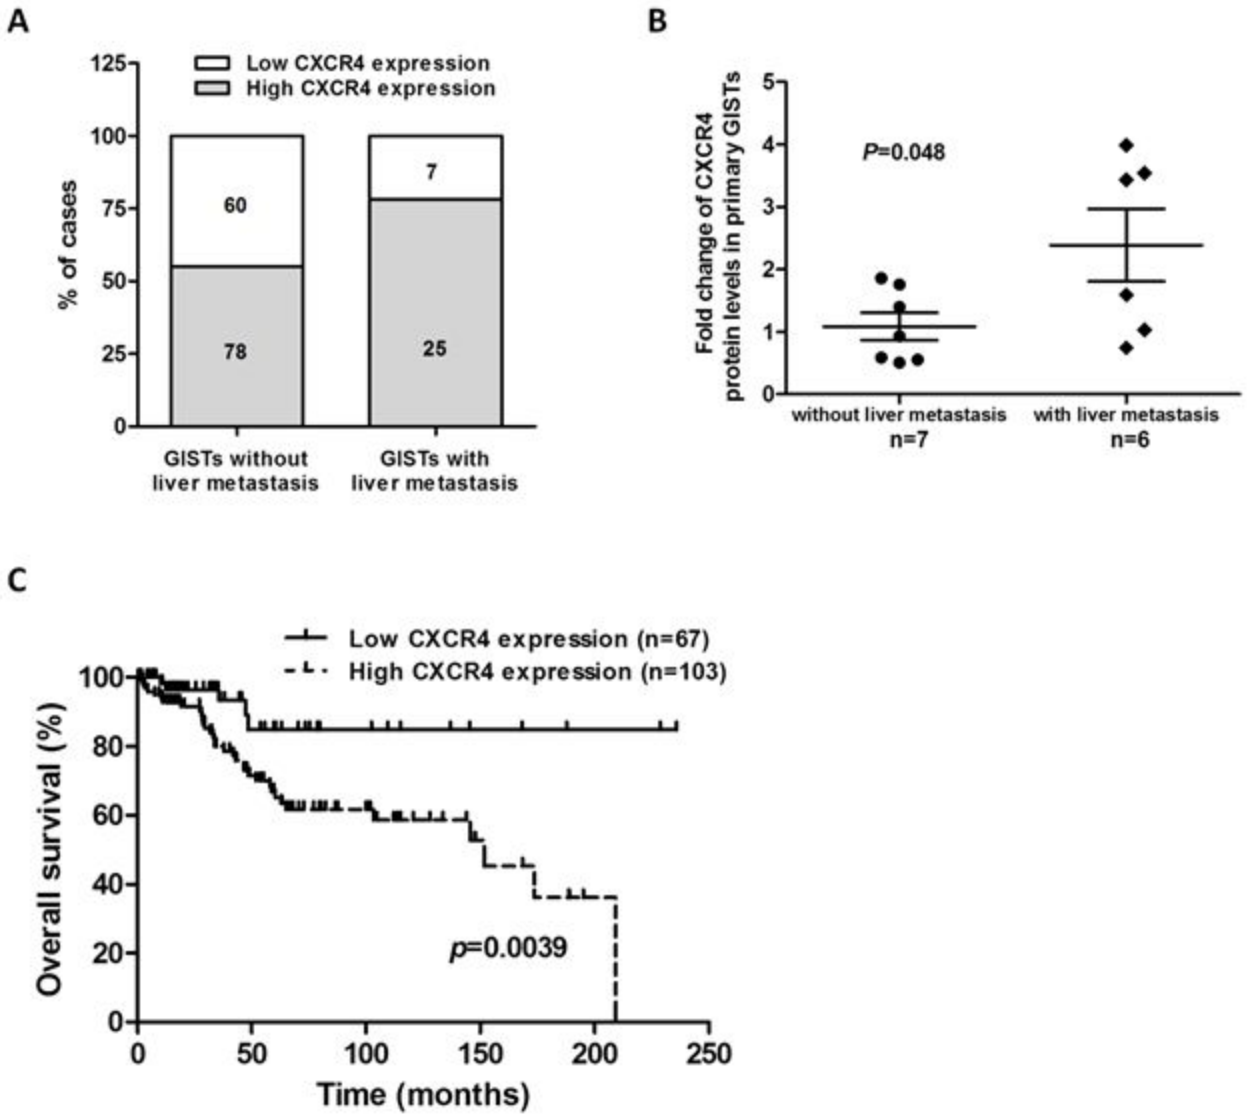 A
125
100
75
50
25
0
% of cases
Low CXCR4 expression
High CXCR4 expression
60
78
7
25
GISTs without
liver metastasis
GISTs with
liver metastasis
B
Fold change of CXCR4
protein levels in primary GISTs
5
4
3
2
1
0
P=0.048
without liver metastasis
n=7
with liver metastasis
n=6
C
Low CXCR4 expression (n=67)
High CXCR4 expression (n=103)
Overall survival (%)
100
80
60
40
20
0
p=0.0039
0 50 100 150 200 250
Time (months)